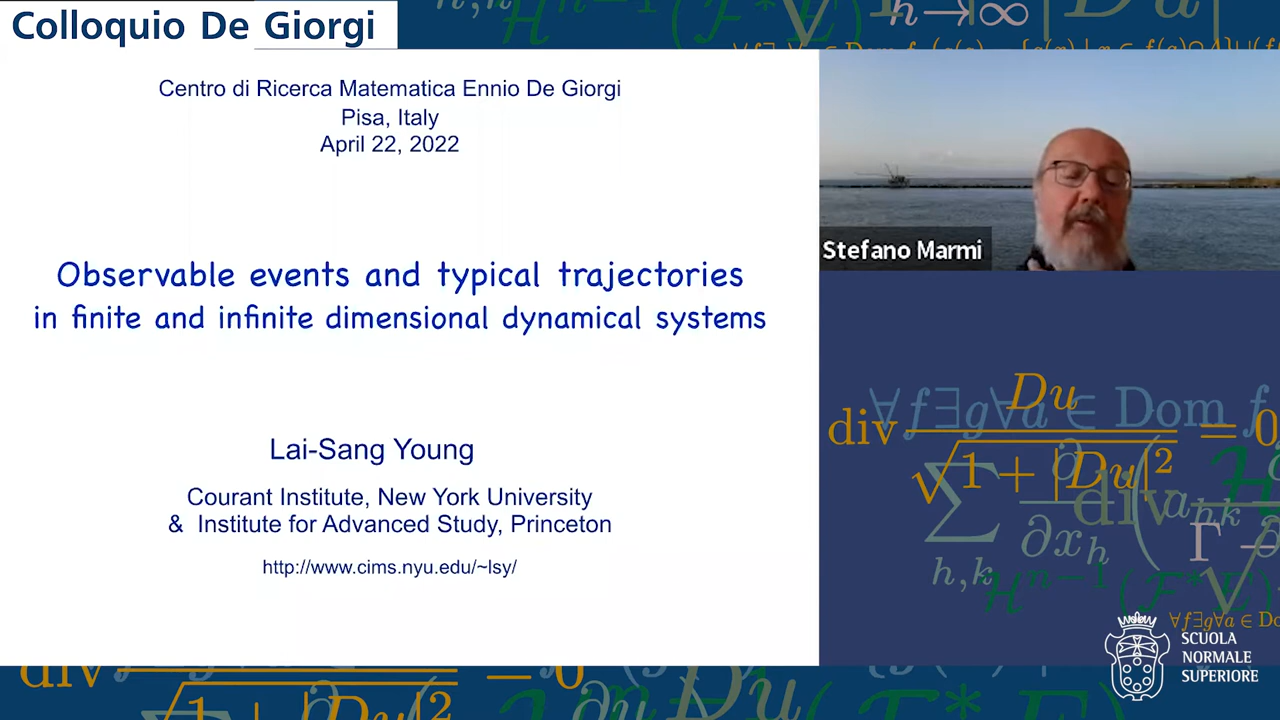 Colloquio De Giorgi
Centro di Ricerca Matematica Ennio De Giorgi
Pisa, Italy
April 22, 2022
Observable events and typical trajectories
in finite and infinite dimensional dynamical systems
Lai-Sang Young
Courant Institute, New York University
& Institute for Advanced Study, Princeton
http://www.cims.nyu.edu/~lsy/
Stefano Marmi
SCUOLA
NORMALE
SUPERIORE